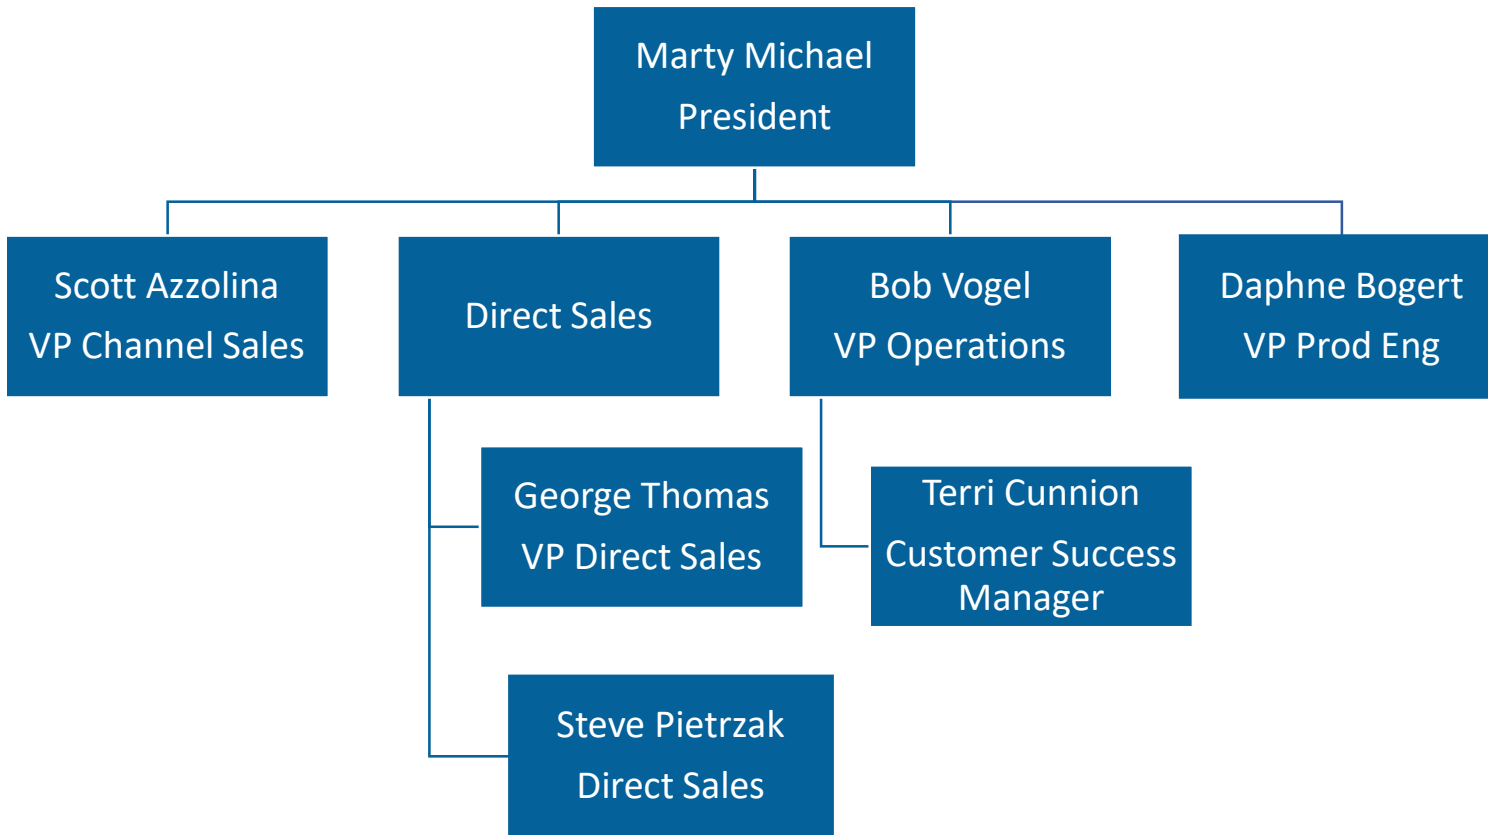 Marty Michael
President
Scott Azzolina
VP Channel Sales
Direct Sales
Bob Vogel
VP Operations
Daphne Bogert
VP Prod Eng
George Thomas
VP Direct Sales
Terri Cunnion
Customer Success
Manager
Steve Pietrzak
Direct Sales